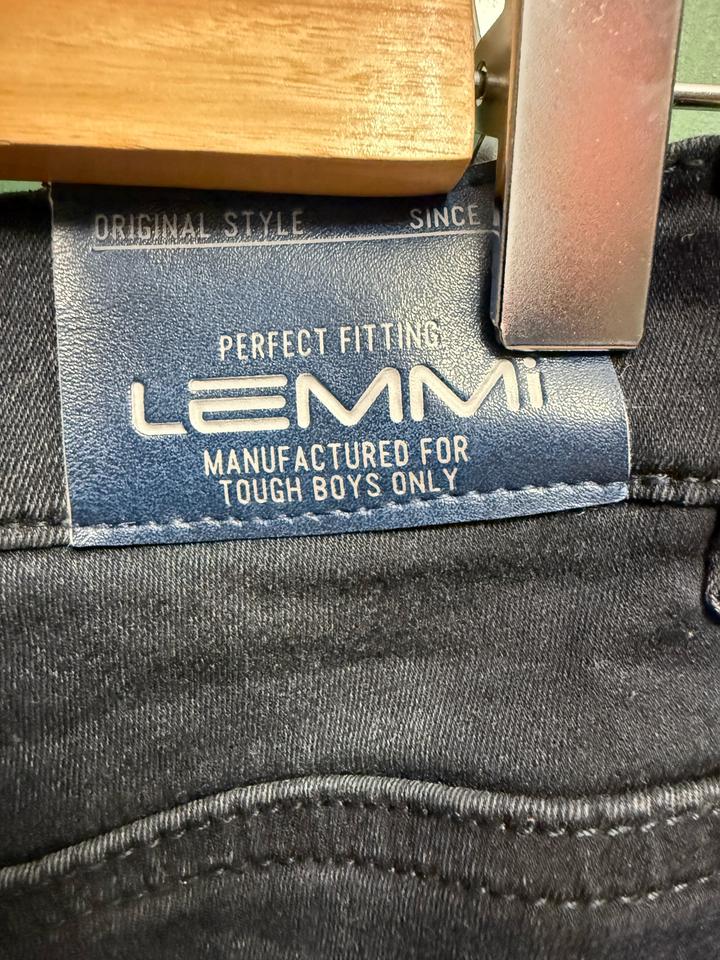 ORIGINAL STYLE SINCE
PERFECT FITTING
LEMMi
MANUFACTURED FOR
TOUGH BOYS ONLY